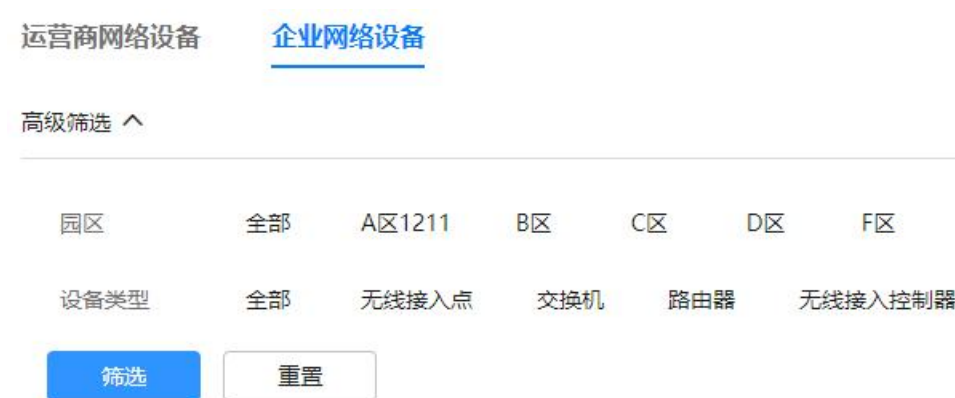 运营商网络设备 企业网络设备
高级筛选
园区 全部 A区1211 B区 C区 D区 F区
设备类型 全部 无线接入点 交换机 路由器 无线接入控制器
筛选 重置